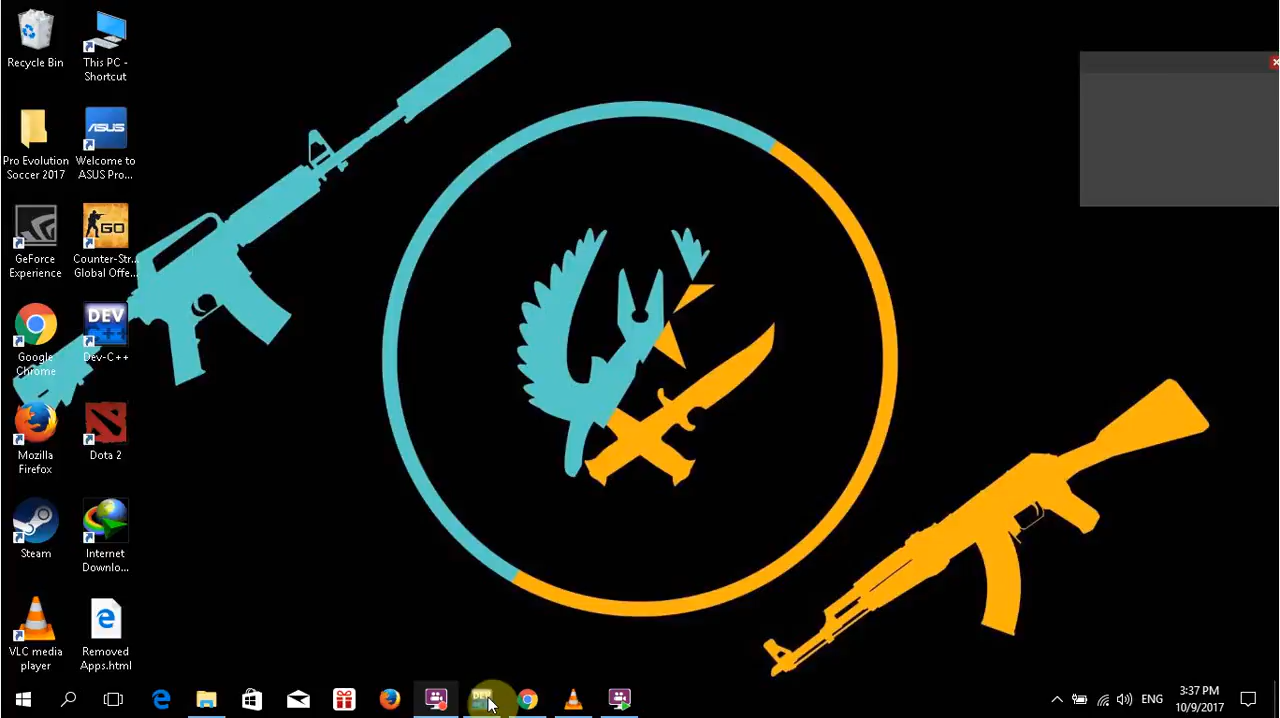 Recycle Bin
This PC -
Shortcut
Pro Evolution
Soccer 2017
ASUS
Welcome to
ASUS Pro...
GeForce
Experience
GO
Counter-Str...
Global Offe...
Google
Chrome
DEV
C++
Dev-C++
Mozilla
Firefox
Dota 2
Steam
Internet
Downlo...
VLC media
player
Removed
Apps.html
DEV
ENG
3:37 PM
10/9/2017